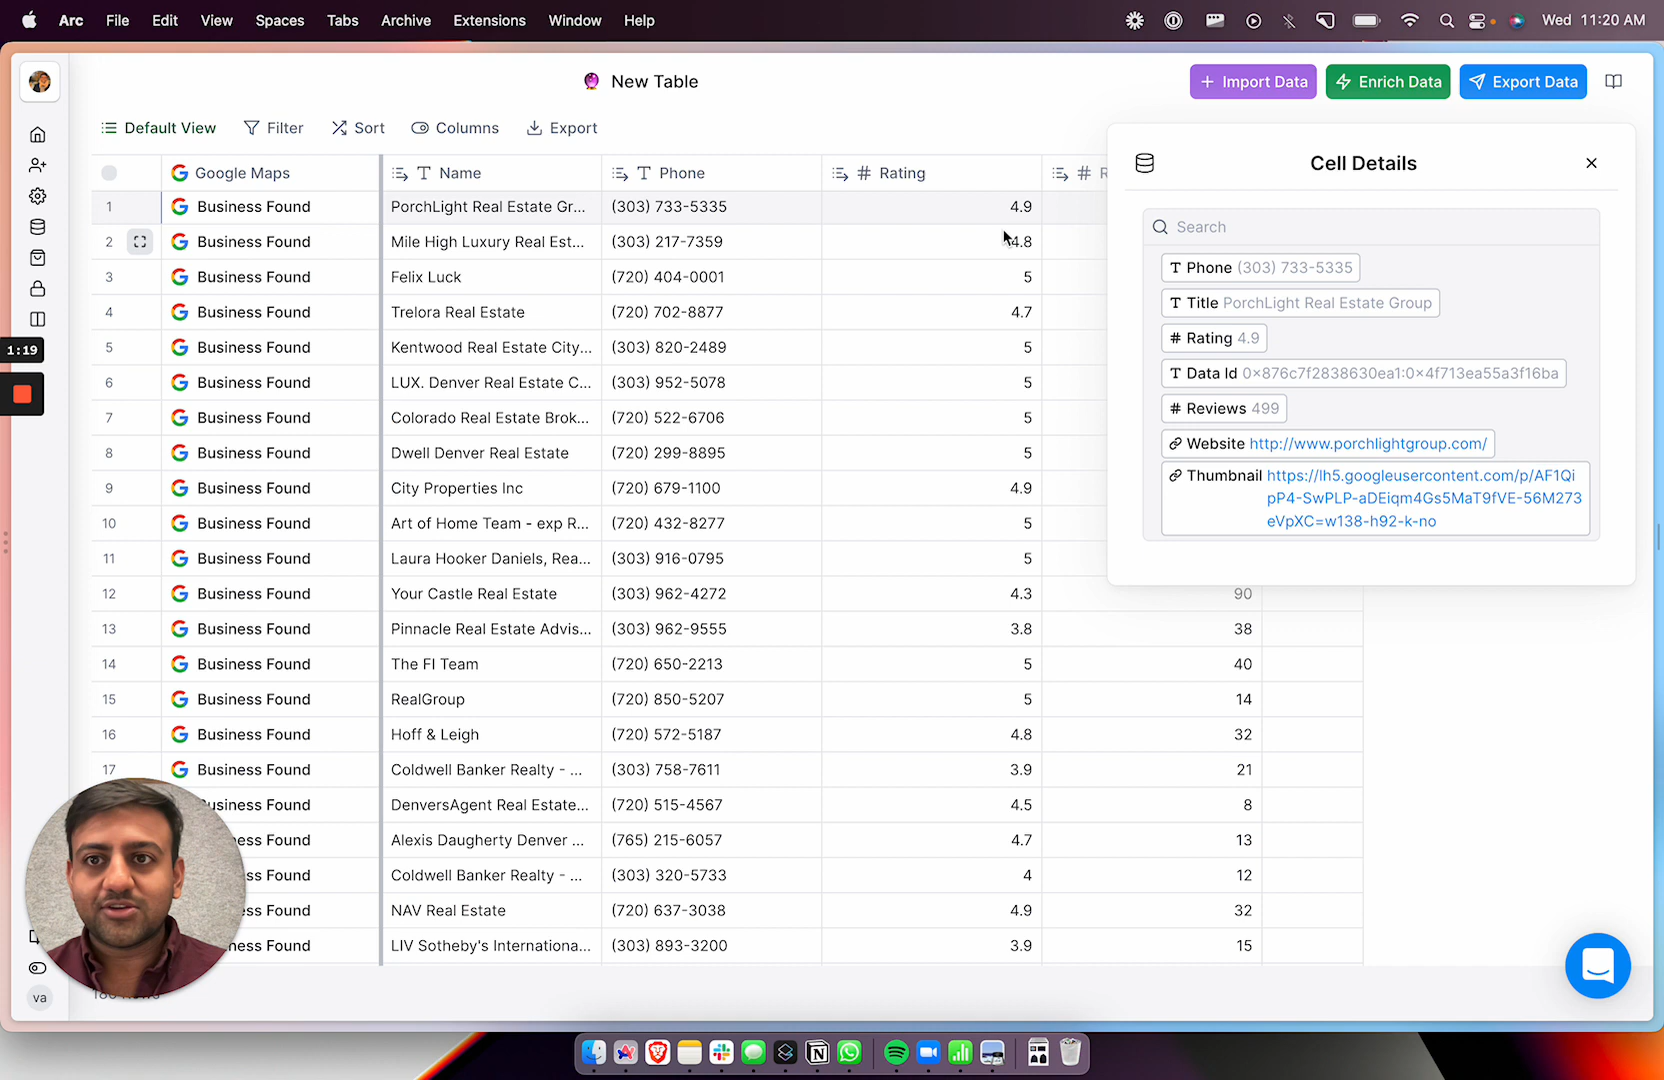 Arc File Edit View Spaces Tabs Archive Extensions Window Help Wed 11:20 AM
New Table
Import Data Enrich Data Export Data
Default View Filter Sort Columns Export
Google Maps Name Phone # Rating #
1 Business Found PorchLight Real Estate Gr... (303) 733-5335 4.9
2 Business Found Mile High Luxury Real Est... (303) 217-7359 4.8
3 Business Found Felix Luck (720) 404-0001 5
4 Business Found Trelora Real Estate (720) 702-8877 4.7
5 Business Found Kentwood Real Estate City... (303) 820-2489 5
6 Business Found LUX. Denver Real Estate C... (303) 952-5078 5
7 Business Found Colorado Real Estate Brok... (720) 522-6706 5
8 Business Found Dwell Denver Real Estate (720) 299-8895 5
9 Business Found City Properties Inc (720) 679-1100 4.9
10 Business Found Art of Home Team - exp R... (720) 432-8277 5
11 Business Found Laura Hooker Daniels, Rea... (303) 916-0795 5
12 Business Found Your Castle Real Estate (303) 962-4272 4.3 90
13 Business Found Pinnacle Real Estate Advis... (303) 962-9555 3.8 38
14 Business Found The FI Team (720) 650-2213 5 40
15 Business Found RealGroup (720) 850-5207 5 14
16 Business Found Hoff & Leigh (720) 572-5187 4.8 32
17 Business Found Coldwell Banker Realty - ... (303) 758-7611 3.9 21
Business Found DenversAgent Real Estate... (720) 515-4567 4.5 8
Found Alexis Daugherty Denver ... (765) 215-6057 4.7 13
Found Coldwell Banker Realty - ... (303) 320-5733 4 12
Found NAV Real Estate (720) 637-3038 4.9 32
Found LIV Sotheby's Internationa... (303) 893-3200 3.9 15
1:19
va
Cell Details
Search
T Phone (303) 733-5335
T Title PorchLight Real Estate Group
# Rating 4.9
T Data Id 0x876c7f2838630ea1:0x4f713ea55a3f16ba
# Reviews 499
Website http://www.porchlightgroup.com/
Thumbnail https://lh5.googleusercontent.com/p/AF1Qi
pP4-SwPLP-aDEiqm4Gs5MaT9fVE-56M273
eVpXC=w138-h92-k-no